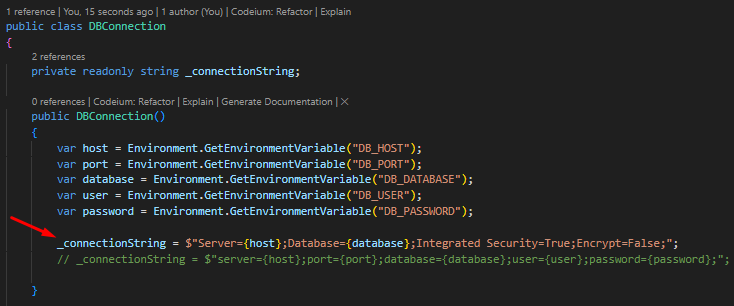 1 reference | You, 15 seconds ago | 1 author (You) | Codeium: Refactor | Explain
public class DBConnection
{
2 references
private readonly string _connectionString;
0 references | Codeium: Refactor | Explain | Generate Documentation | ✕
public DBConnection()
{
var host = Environment.GetEnvironmentVariable("DB_HOST");
var port = Environment.GetEnvironmentVariable("DB_PORT");
var database = Environment.GetEnvironmentVariable("DB_DATABASE");
var user = Environment.GetEnvironmentVariable("DB_USER");
var password = Environment.GetEnvironmentVariable("DB_PASSWORD");
_connectionString = $"Server={host};Database={database};Integrated Security=True;Encrypt=False;";
// _connectionString = $"server={host};port={port};database={database};user={user};password={password};";
}